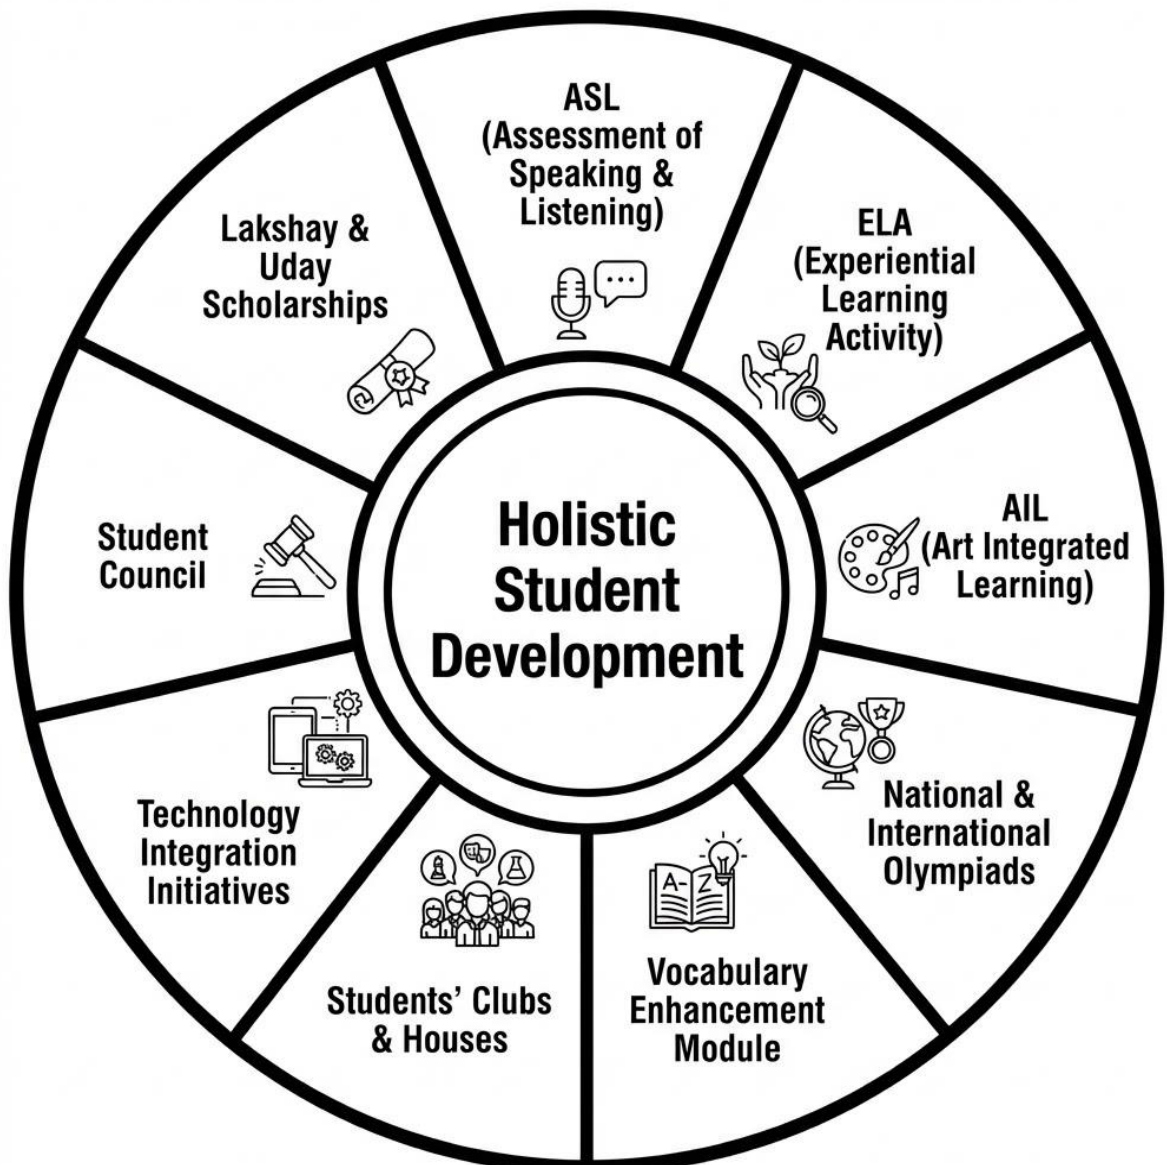 ASL
(Assessment of
Speaking &
Listening)
ELA
(Experiential
Learning
Activity)
AIL
(Art Integrated
Learning)
National &
International
Olympiads
A-Z
Vocabulary
Enhancement
Module
Students’ Clubs
& Houses
Technology
Integration
Initiatives
Student
Council
Lakshay &
Uday
Scholarships
Holistic
Student
Development